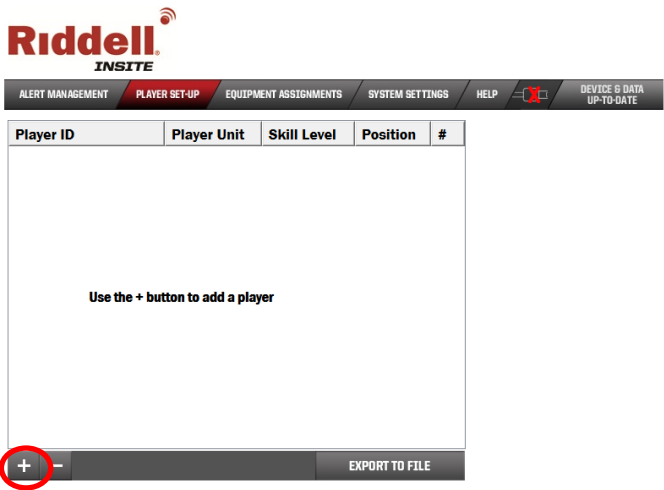 Riddell®
INSITE
ALERT MANAGEMENT PLAYER SET-UP EQUIPMENT ASSIGNMENTS SYSTEM SETTINGS HELP DEVICE & DATA
UP-TO-DATE
Player ID Player Unit Skill Level Position #
Use the + button to add a player
+ − EXPORT TO FILE